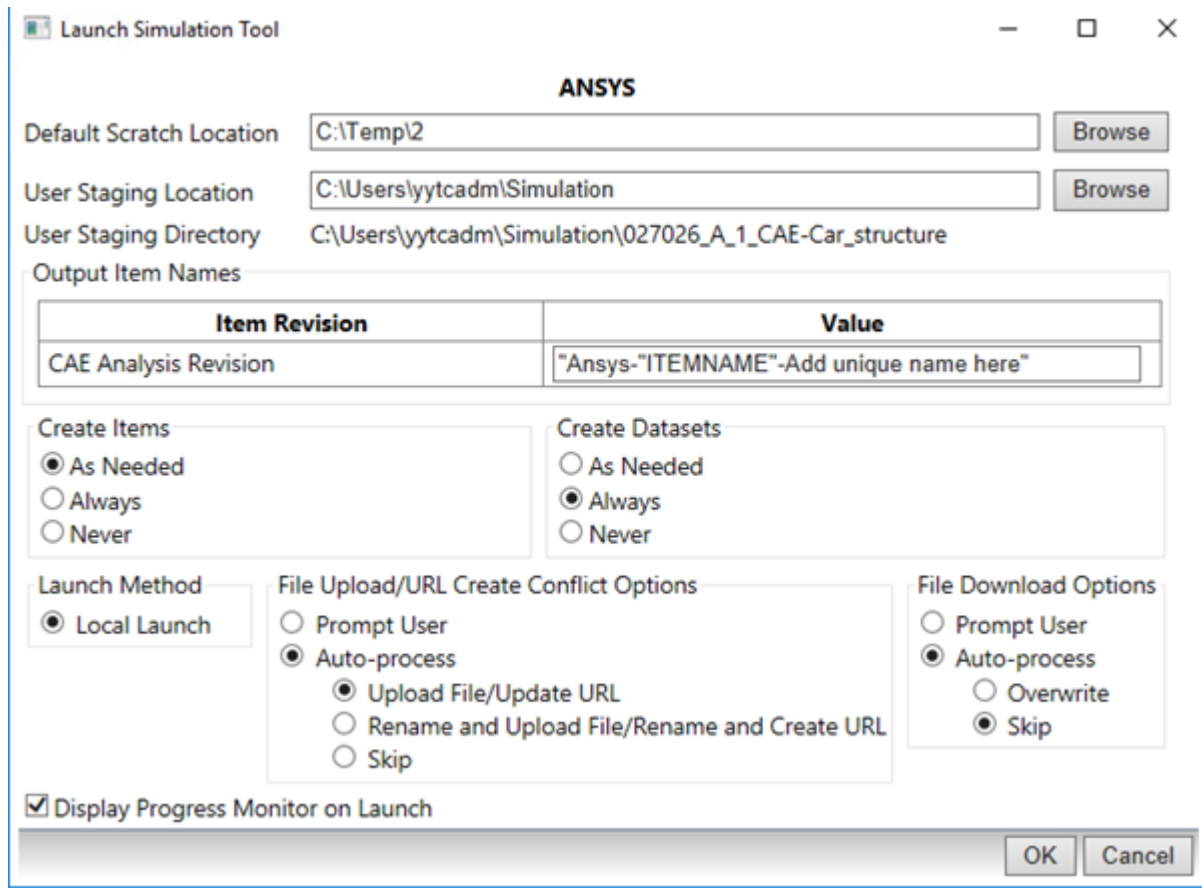 Launch Simulation Tool
ANSYS
Default Scratch Location C:\Temp\2 Browse
User Staging Location C:\Users\yytcadm\Simulation Browse
User Staging Directory C:\Users\yytcadm\Simulation\027026_A_1_CAE-Car_structure
Output Item Names
Item Revision Value
CAE Analysis Revision "Ansys-"ITEMNAME"-Add unique name here"
Create Items Create Datasets
As Needed As Needed
Always Always
Never Never
Launch Method File Upload/URL Create Conflict Options File Download Options
Local Launch Prompt User Prompt User
Auto-process Auto-process
Upload File/Update URL Overwrite
Rename and Upload File/Rename and Create URL Skip
Skip
Display Progress Monitor on Launch
OK Cancel